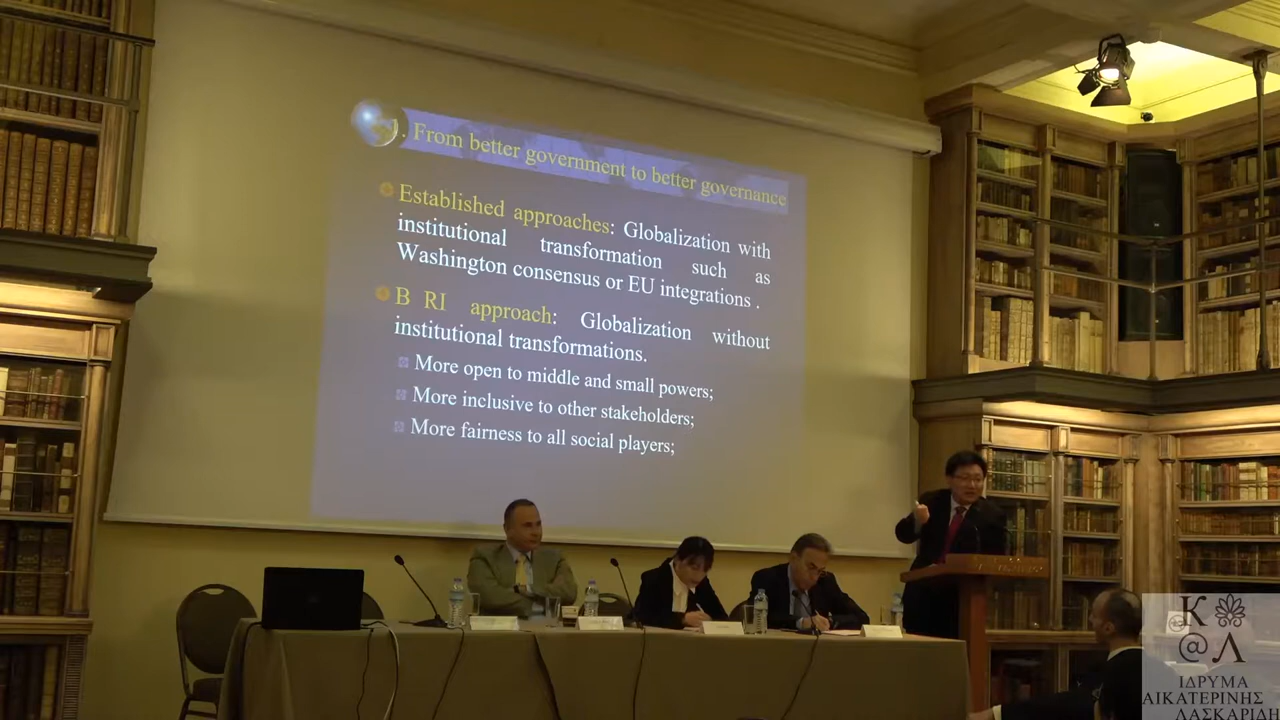 . From better government to better governance
Established approaches: Globalization with
institutional transformation such as
Washington consensus or EU integrations .
B RI approach: Globalization without
institutional transformations.
More open to middle and small powers;
More inclusive to other stakeholders;
More fairness to all social players;
Κ
@ Λ
ΙΔΡΥΜΑ
ΑΙΚΑΤΕΡΙΝΗΣ
ΛΑΣΚΑΡΙΔΗ